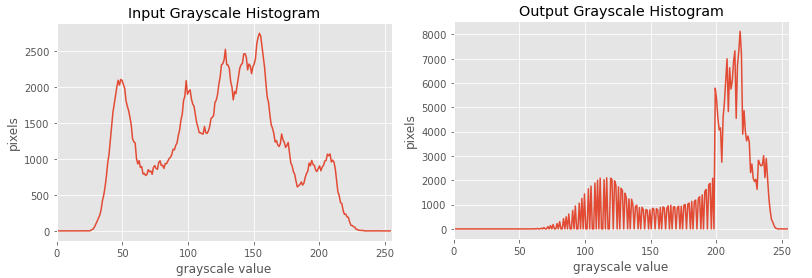 Input Grayscale Histogram
pixels
2500
2000
1500
1000
500
0
0 50 100 150 200 250
grayscale value
Output Grayscale Histogram
pixels
8000
7000
6000
5000
4000
3000
2000
1000
0
0 50 100 150 200 250
grayscale value